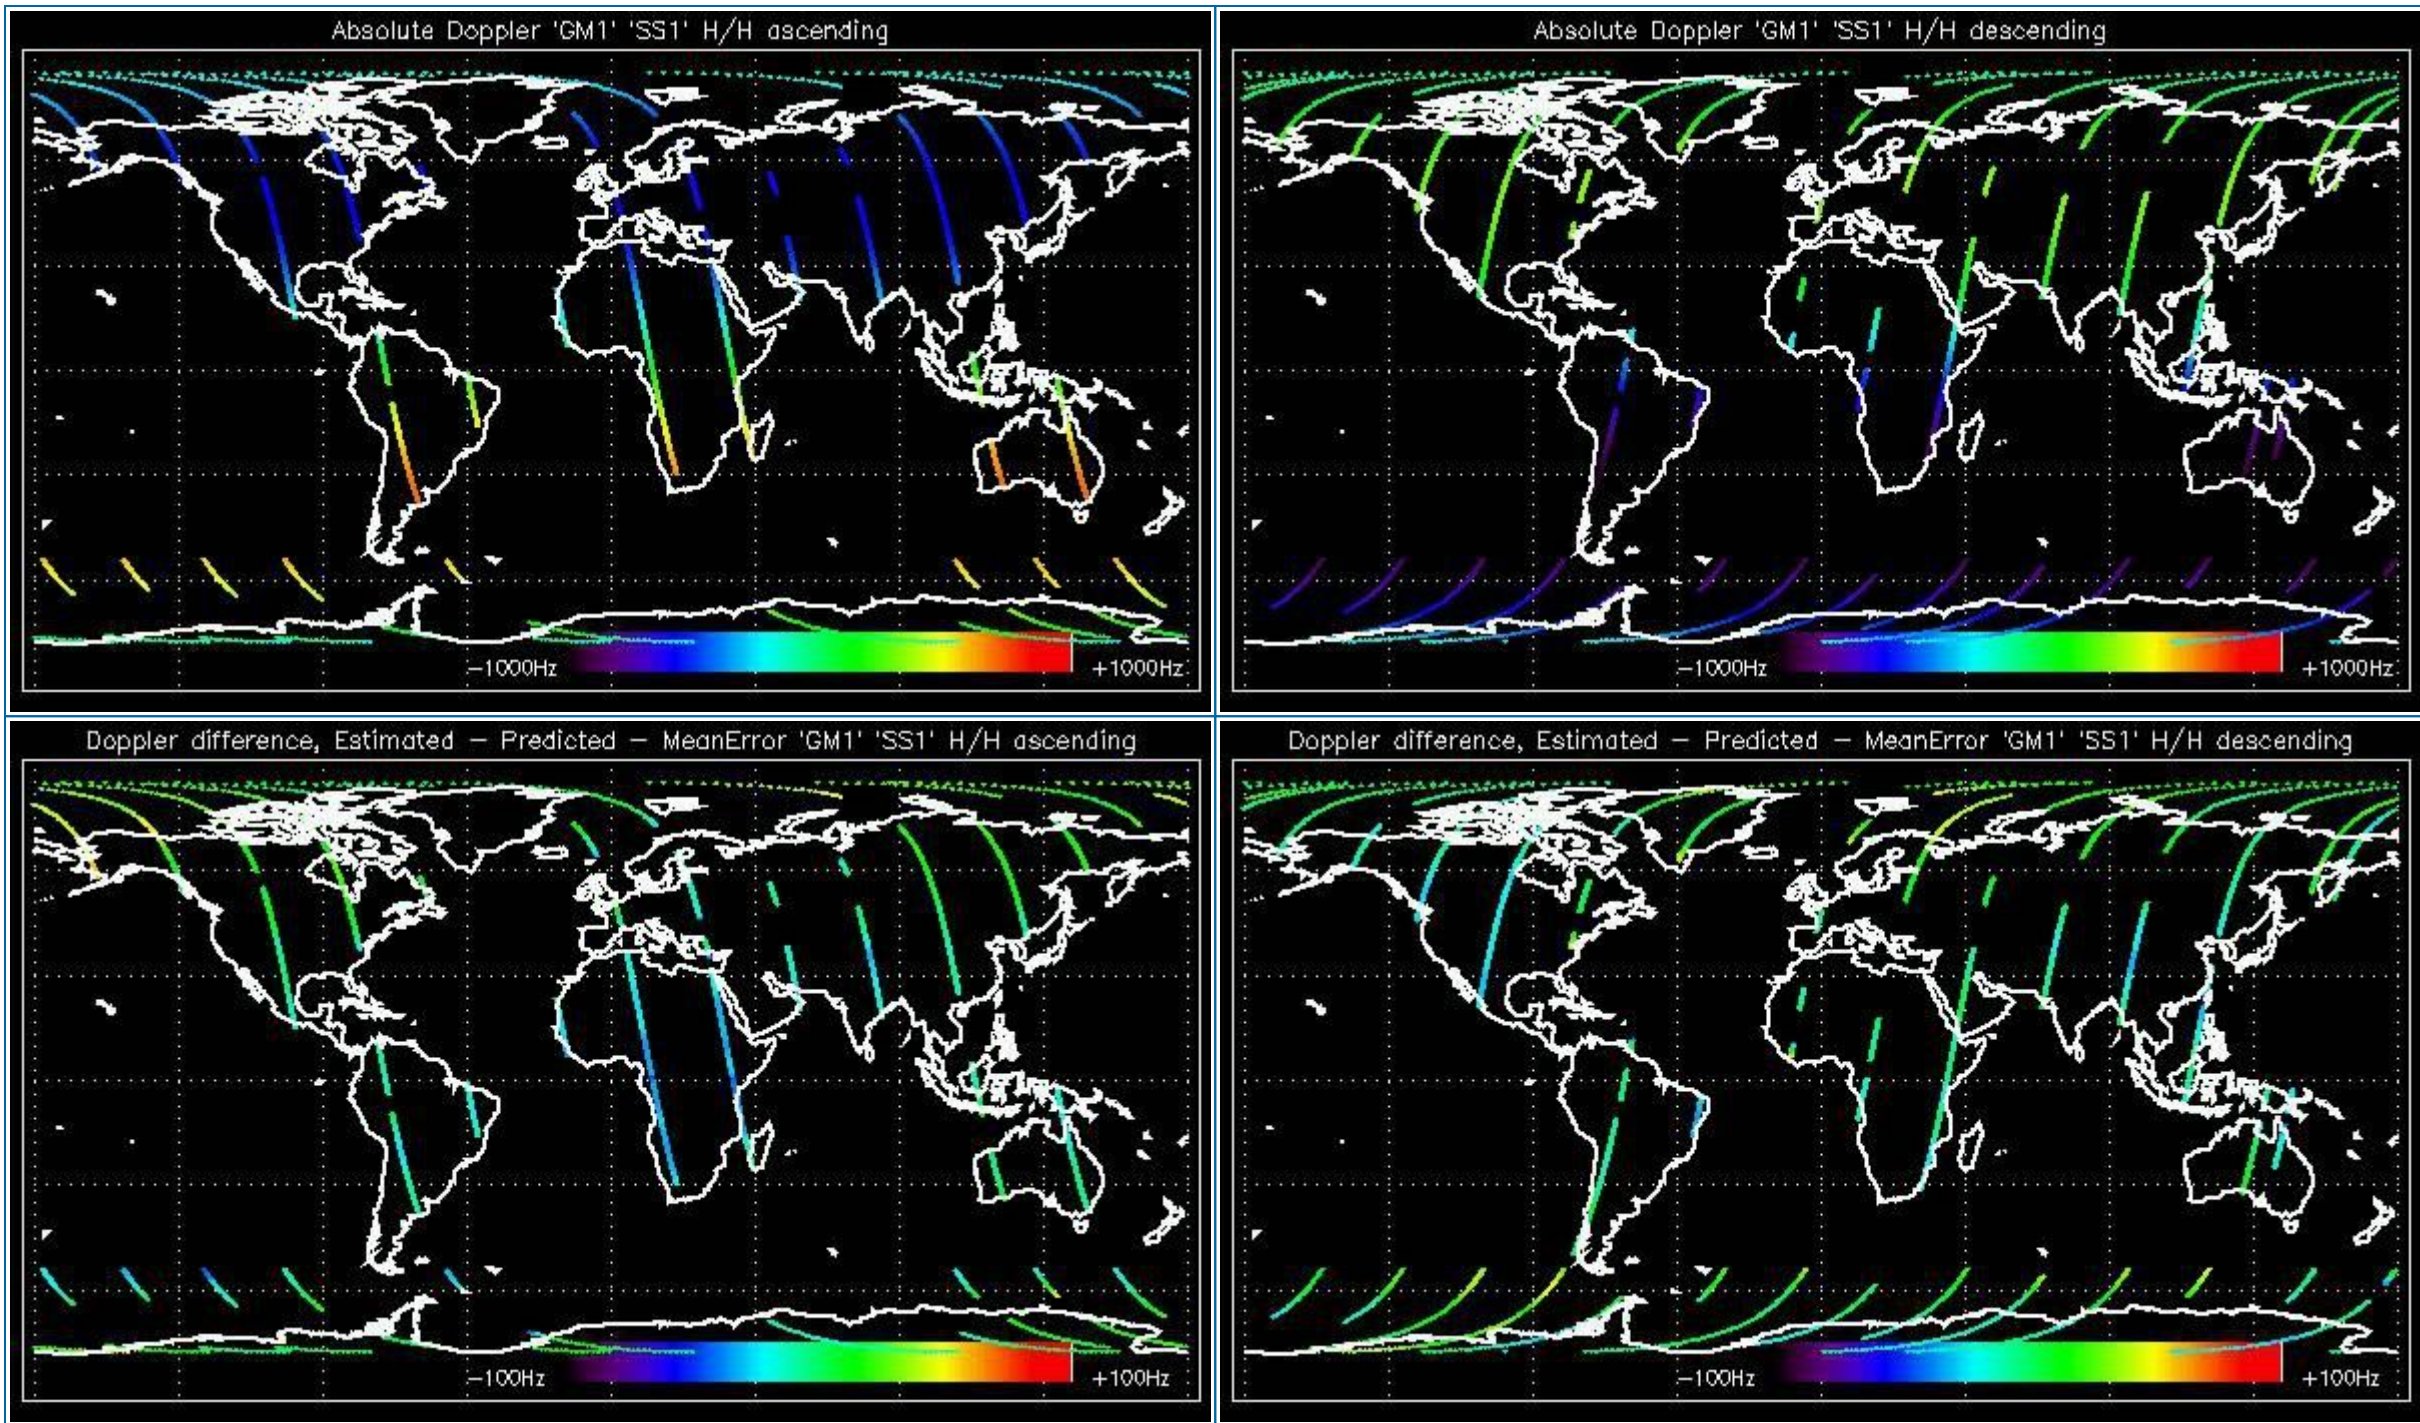 Absolute Doppler 'GM1' 'SS1' H/H ascending
−1000Hz
+1000Hz
Absolute Doppler 'GM1' 'SS1' H/H descending
−1000Hz
+1000Hz
Doppler difference, Estimated − Predicted − MeanError 'GM1' 'SS1' H/H ascending
−100Hz
+100Hz
Doppler difference, Estimated − Predicted − MeanError 'GM1' 'SS1' H/H descending
−100Hz
+100Hz